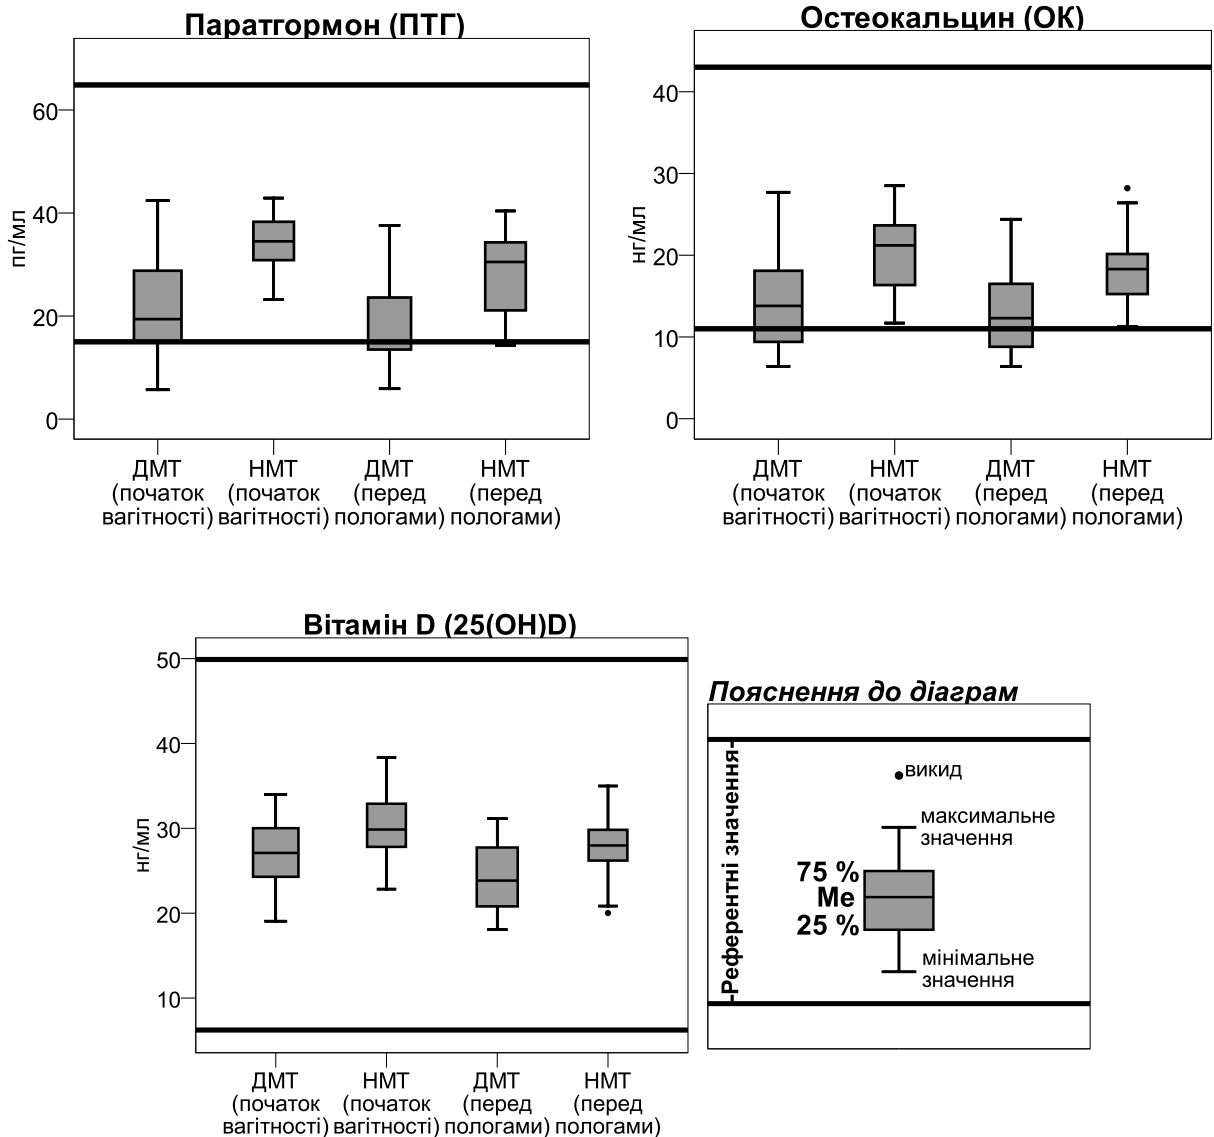 Паратгормон (ПТГ)
60
40
20
0
пг/мл
ДМТ
(початок
вагітності)
НМТ
(початок
вагітності)
ДМТ
(перед
пологами)
НМТ
(перед
пологами)
Остеокальцин (ОК)
40
30
20
10
0
нг/мл
ДМТ
(початок
вагітності)
НМТ
(початок
вагітності)
ДМТ
(перед
пологами)
НМТ
(перед
пологами)
Вітамін D (25(OH)D)
50
40
30
20
10
нг/мл
ДМТ
(початок
вагітності)
НМТ
(початок
вагітності)
ДМТ
(перед
пологами)
НМТ
(перед
пологами)
Пояснення до діаграм
-Референтні значення-
викид
максимальне
значення
75 %
Me
25 %
мінімальне
значення